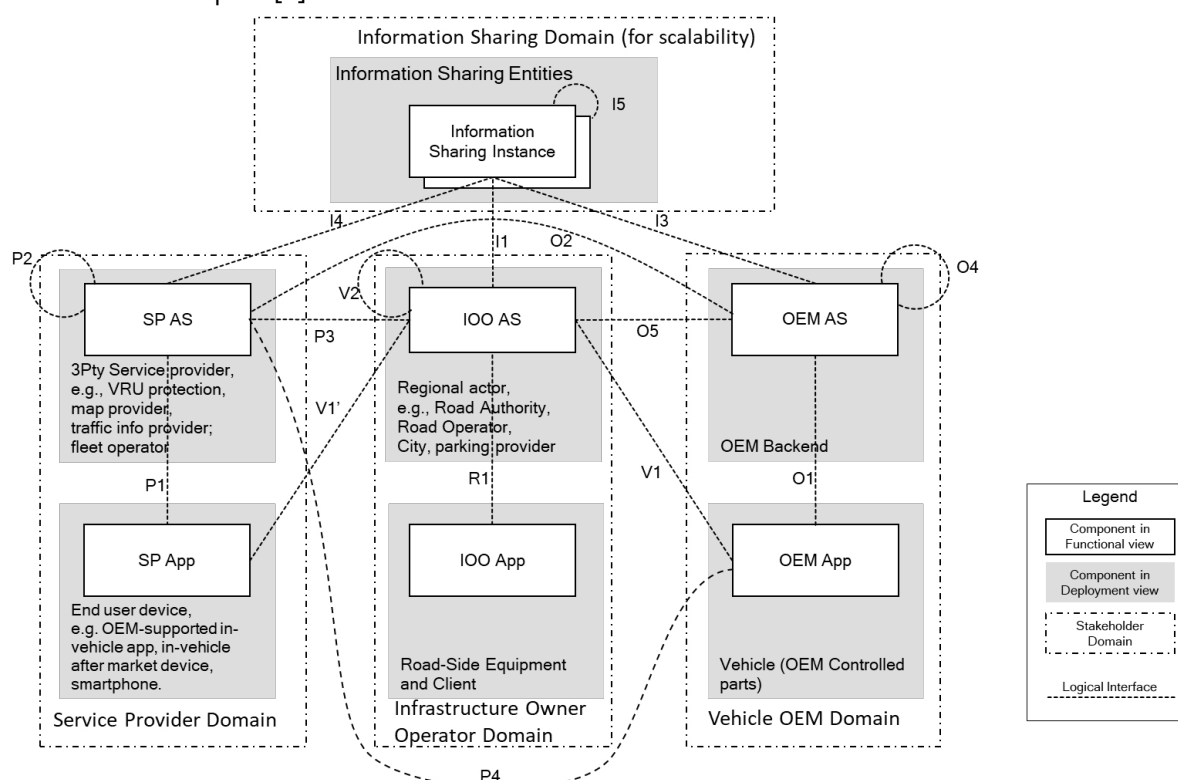 Information Sharing Domain (for scalability)
Information Sharing Entities
I5
Information
Sharing Instance
I4
I3
I1
O2
P2
V2
O4
SP AS
IOO AS
OEM AS
P3
O5
3Pty Service provider,
e.g., VRU protection,
map provider,
traffic info provider;
fleet operator
V1’
Regional actor,
e.g., Road Authority,
Road Operator,
City, parking provider
OEM Backend
P1
R1
V1
O1
SP App
IOO App
OEM App
End user device,
e.g. OEM-supported in-
vehicle app, in-vehicle
after market device,
smartphone.
Road-Side Equipment
and Client
Vehicle (OEM Controlled
parts)
Service Provider Domain
Infrastructure Owner
Operator Domain
Vehicle OEM Domain
P4
Legend
Component in
Functional view
Component in
Deployment view
Stakeholder
Domain
Logical Interface